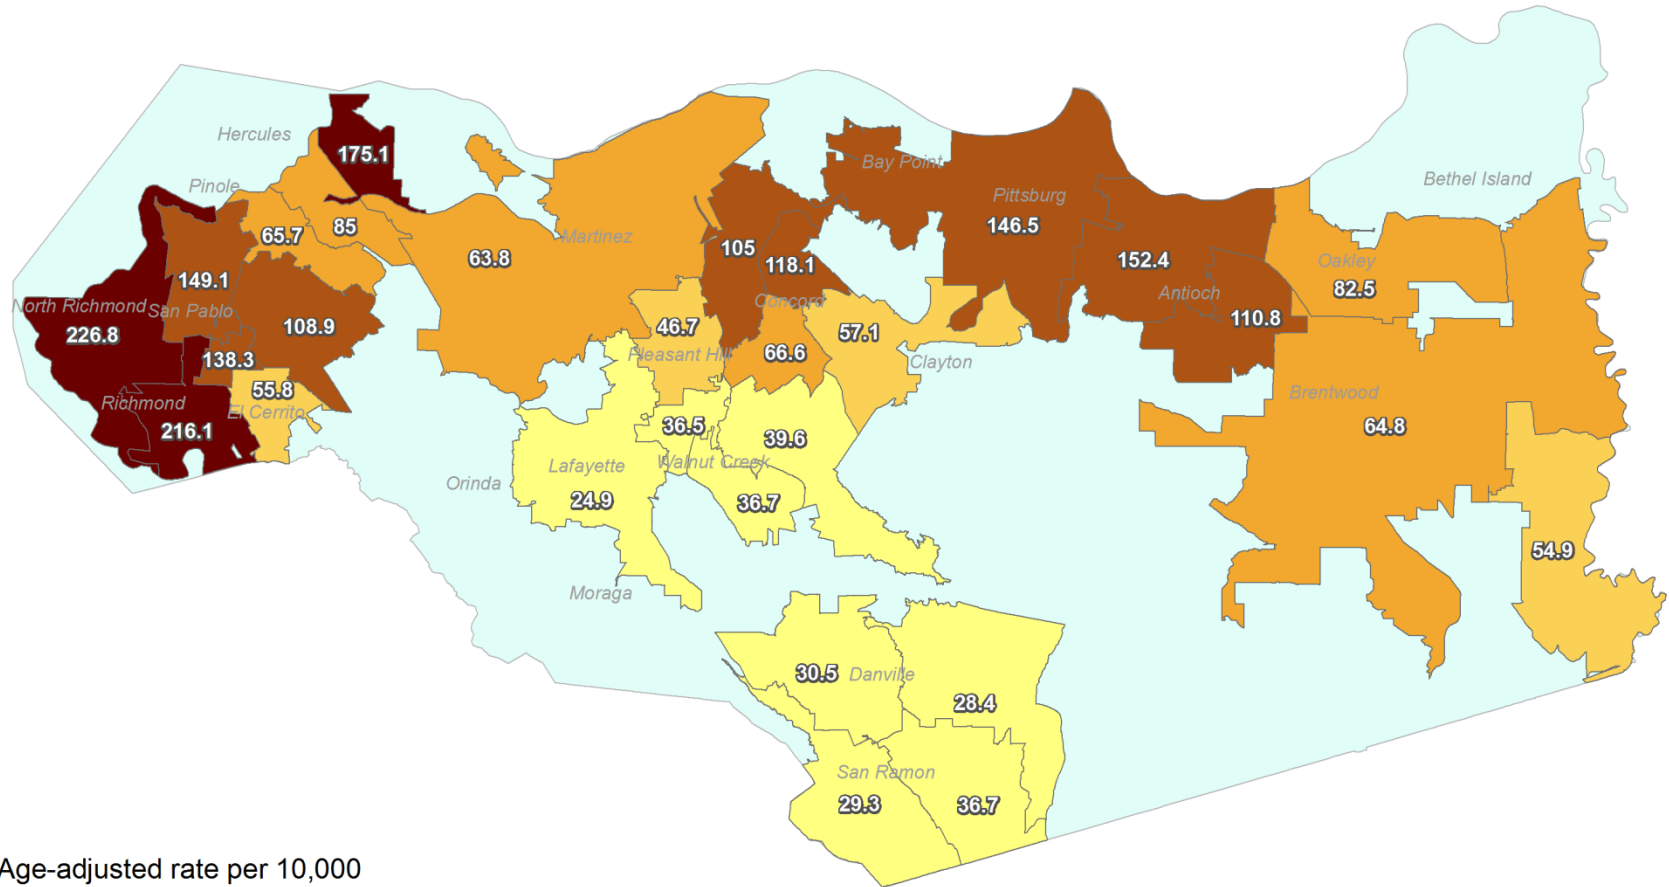 Hercules
175.1
Bay Point
Bethel Island
Pinole
Pittsburg
65.7
85
146.5
Martinez
63.8
105
118.1
152.4
Oakley
82.5
149.1
Antioch
North Richmond
San Pablo
Concord
226.8
108.9
46.7
57.1
110.8
138.3
Pleasant Hill
66.6
Clayton
55.8
Brentwood
Richmond
El Cerrito
216.1
36.5
39.6
64.8
Lafayette
Walnut Creek
Orinda
24.9
36.7
54.9
Moraga
30.5
Danville
28.4
San Ramon
29.3
36.7
Age-adjusted rate per 10,000